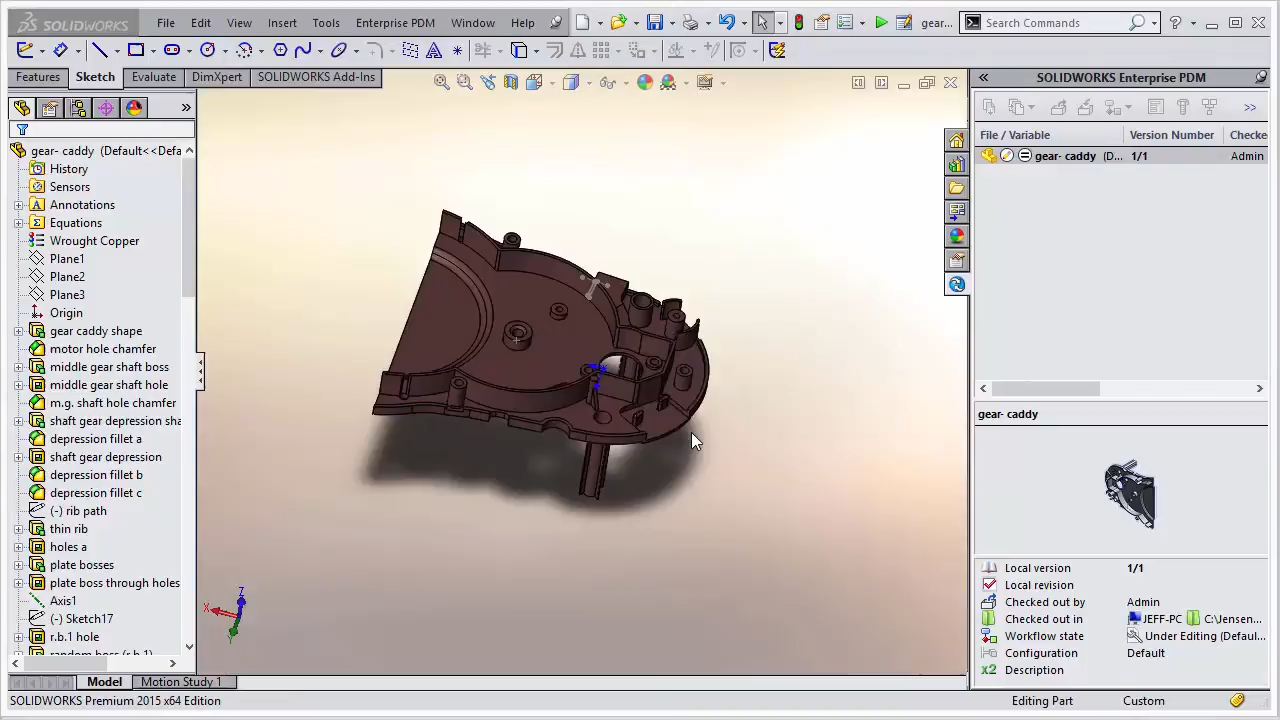 SOLIDWORKS File Edit View Insert Tools Enterprise PDM Window Help gear... Search Commands
Features Sketch Evaluate DimXpert SOLIDWORKS Add-Ins
gear- caddy (Default<<Defa
History
Sensors
Annotations
Equations
Wrought Copper
Plane1
Plane2
Plane3
Origin
gear caddy shape
motor hole chamfer
middle gear shaft boss
middle gear shaft hole
m.g. shaft hole chamfer
shaft gear depression sha
depression fillet a
shaft gear depression
depression fillet b
depression fillet c
(-) rib path
thin rib
holes a
plate bosses
plate boss through holes
Axis1
(-) Sketch17
r.b.1 hole
random boss (r.b.1)
X Z Y
Model Motion Study 1
SOLIDWORKS Premium 2015 x64 Edition
SOLIDWORKS Enterprise PDM
File / Variable Version Number Checke
gear- caddy (D... 1/1 Admin
gear- caddy
Local version 1/1
Local revision
Checked out by Admin
Checked out in JEFF-PC C:\Jensen...
Workflow state Under Editing (Defaul...
Configuration Default
Description
Editing Part Custom